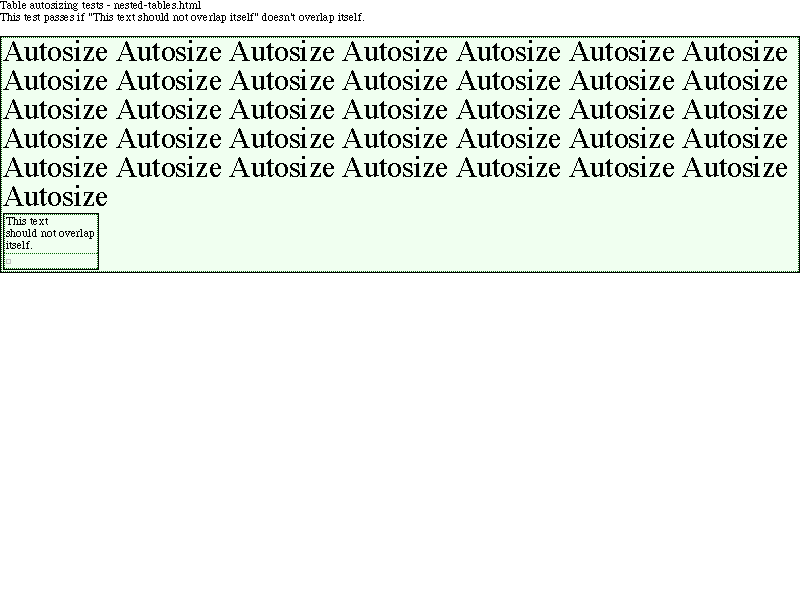 Table autosizing tests - nested-tables.html
This test passes if "This text should not overlap itself" doesn't overlap itself.
Autosize Autosize Autosize Autosize Autosize Autosize Autosize
Autosize Autosize Autosize Autosize Autosize Autosize Autosize
Autosize Autosize Autosize Autosize Autosize Autosize Autosize
Autosize Autosize Autosize Autosize Autosize Autosize Autosize
Autosize Autosize Autosize Autosize Autosize Autosize Autosize
Autosize
This text
should not overlap
itself.